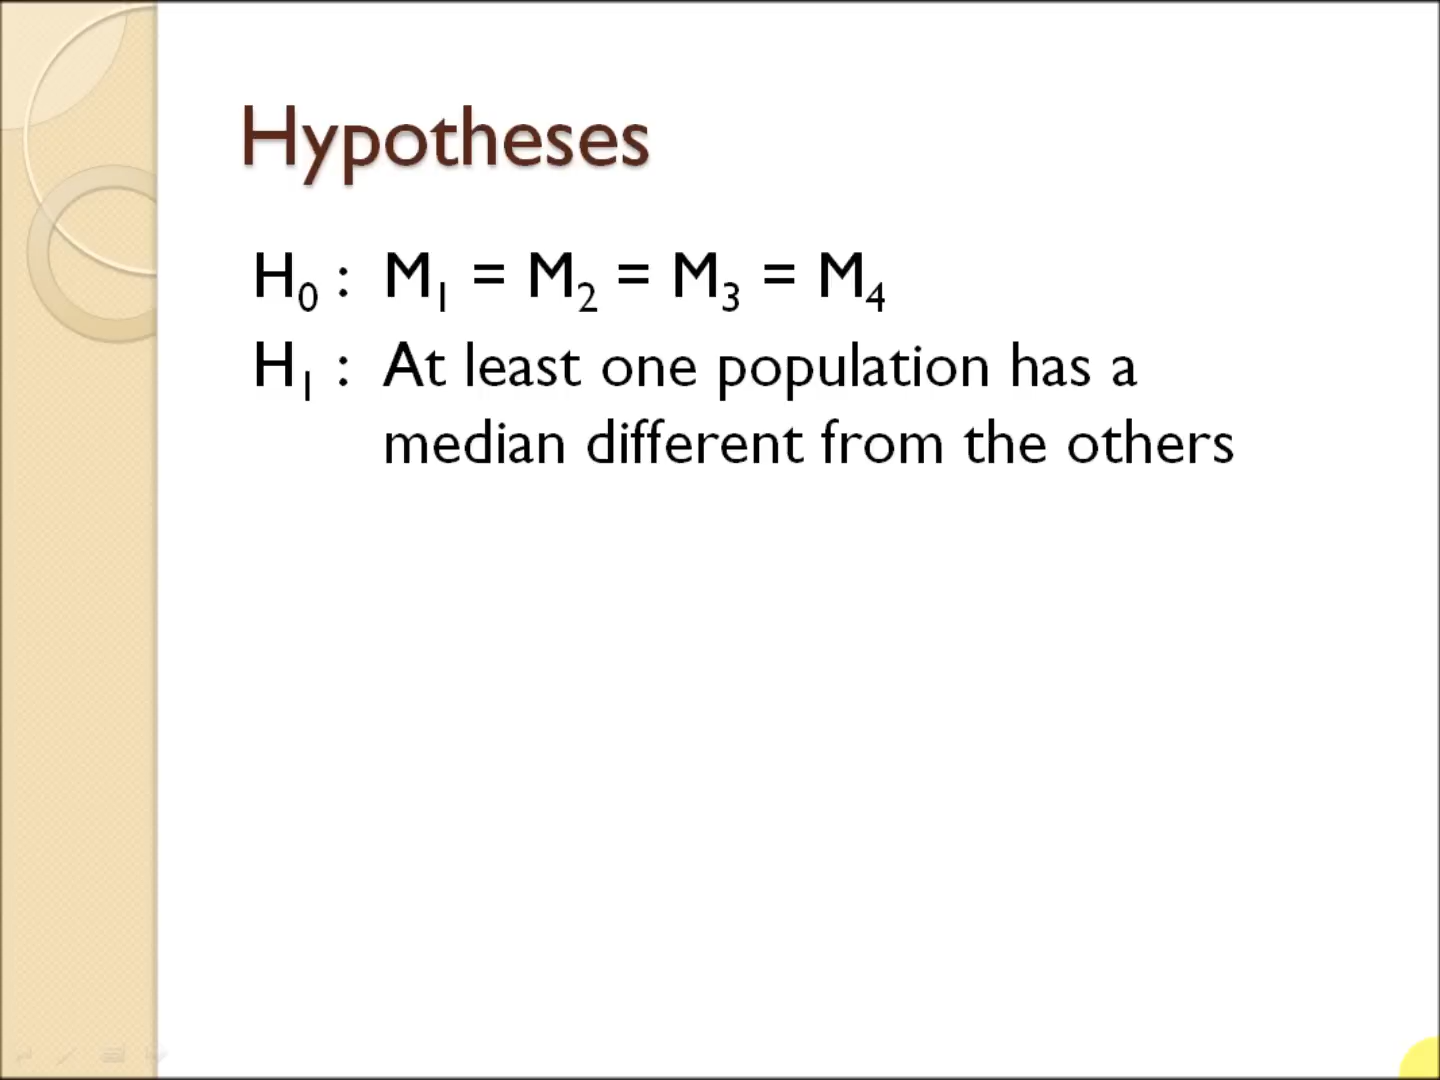 Hypotheses
H₀ : M₁ = M₂ = M₃ = M₄
H₁ : At least one population has a
median different from the others